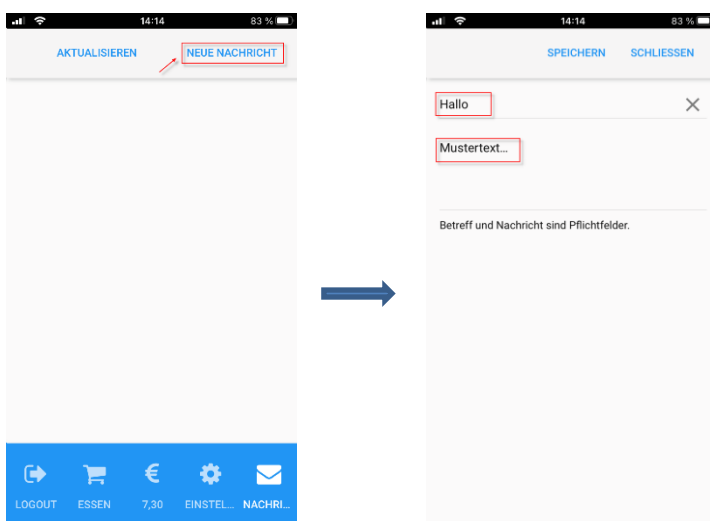 14:14
83 %
AKTUALISIEREN
NEUE NACHRICHT
LOGOUT
ESSEN
7,30
EINSTEL...
NACHRI...
14:14
83 %
SPEICHERN
SCHLIESSEN
Hallo
Mustertext...
Betreff und Nachricht sind Pflichtfelder.